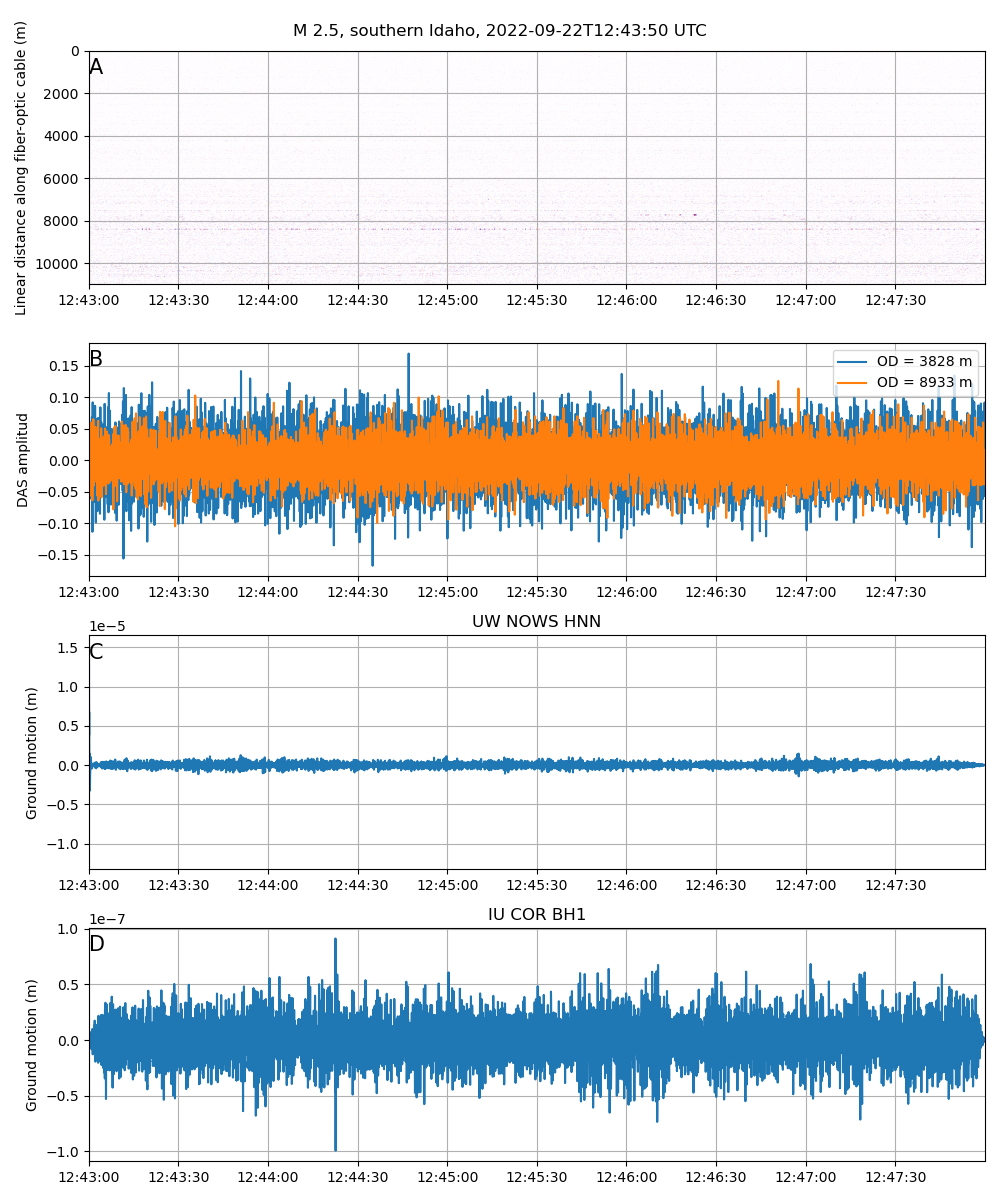 M 2.5, southern Idaho, 2022-09-22T12:43:50 UTC
Linear distance along fiber-optic cable (m)
A
0
2000
4000
6000
8000
10000
12:43:00 12:43:30 12:44:00 12:44:30 12:45:00 12:45:30 12:46:00 12:46:30 12:47:00 12:47:30
DAS amplitud
B
OD = 3828 m
OD = 8933 m
0.15
0.10
0.05
0.00
−0.05
−0.10
−0.15
12:43:00 12:43:30 12:44:00 12:44:30 12:45:00 12:45:30 12:46:00 12:46:30 12:47:00 12:47:30
UW NOWS HNN
1e−5
Ground motion (m)
C
1.5
1.0
0.5
0.0
−0.5
−1.0
12:43:00 12:43:30 12:44:00 12:44:30 12:45:00 12:45:30 12:46:00 12:46:30 12:47:00 12:47:30
IU COR BH1
1e−7
Ground motion (m)
D
1.0
0.5
0.0
−0.5
−1.0
12:43:00 12:43:30 12:44:00 12:44:30 12:45:00 12:45:30 12:46:00 12:46:30 12:47:00 12:47:30